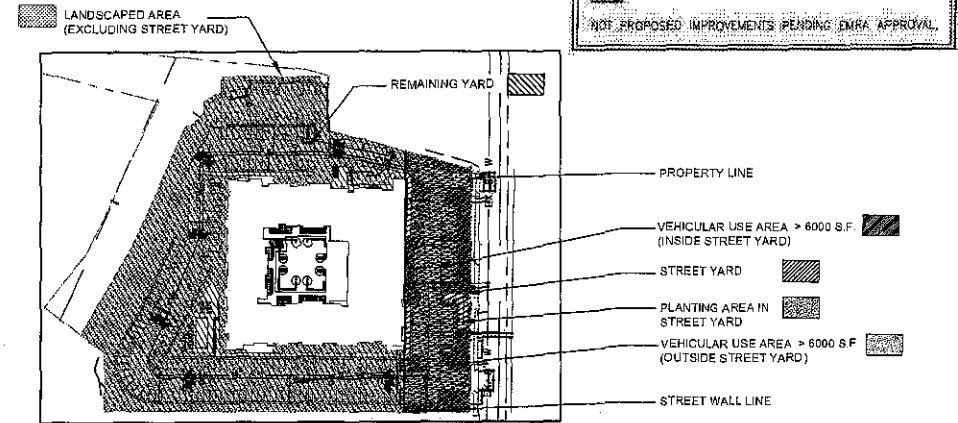 LANDSCAPED AREA
(EXCLUDING STREET YARD)
NOT PROPOSED IMPROVEMENTS PENDING EMRA APPROVAL.
REMAINING YARD
PROPERTY LINE
VEHICULAR USE AREA > 6000 S.F.
(INSIDE STREET YARD)
STREET YARD
PLANTING AREA IN
STREET YARD
VEHICULAR USE AREA > 6000 S.F
(OUTSIDE STREET YARD)
STREET WALL LINE